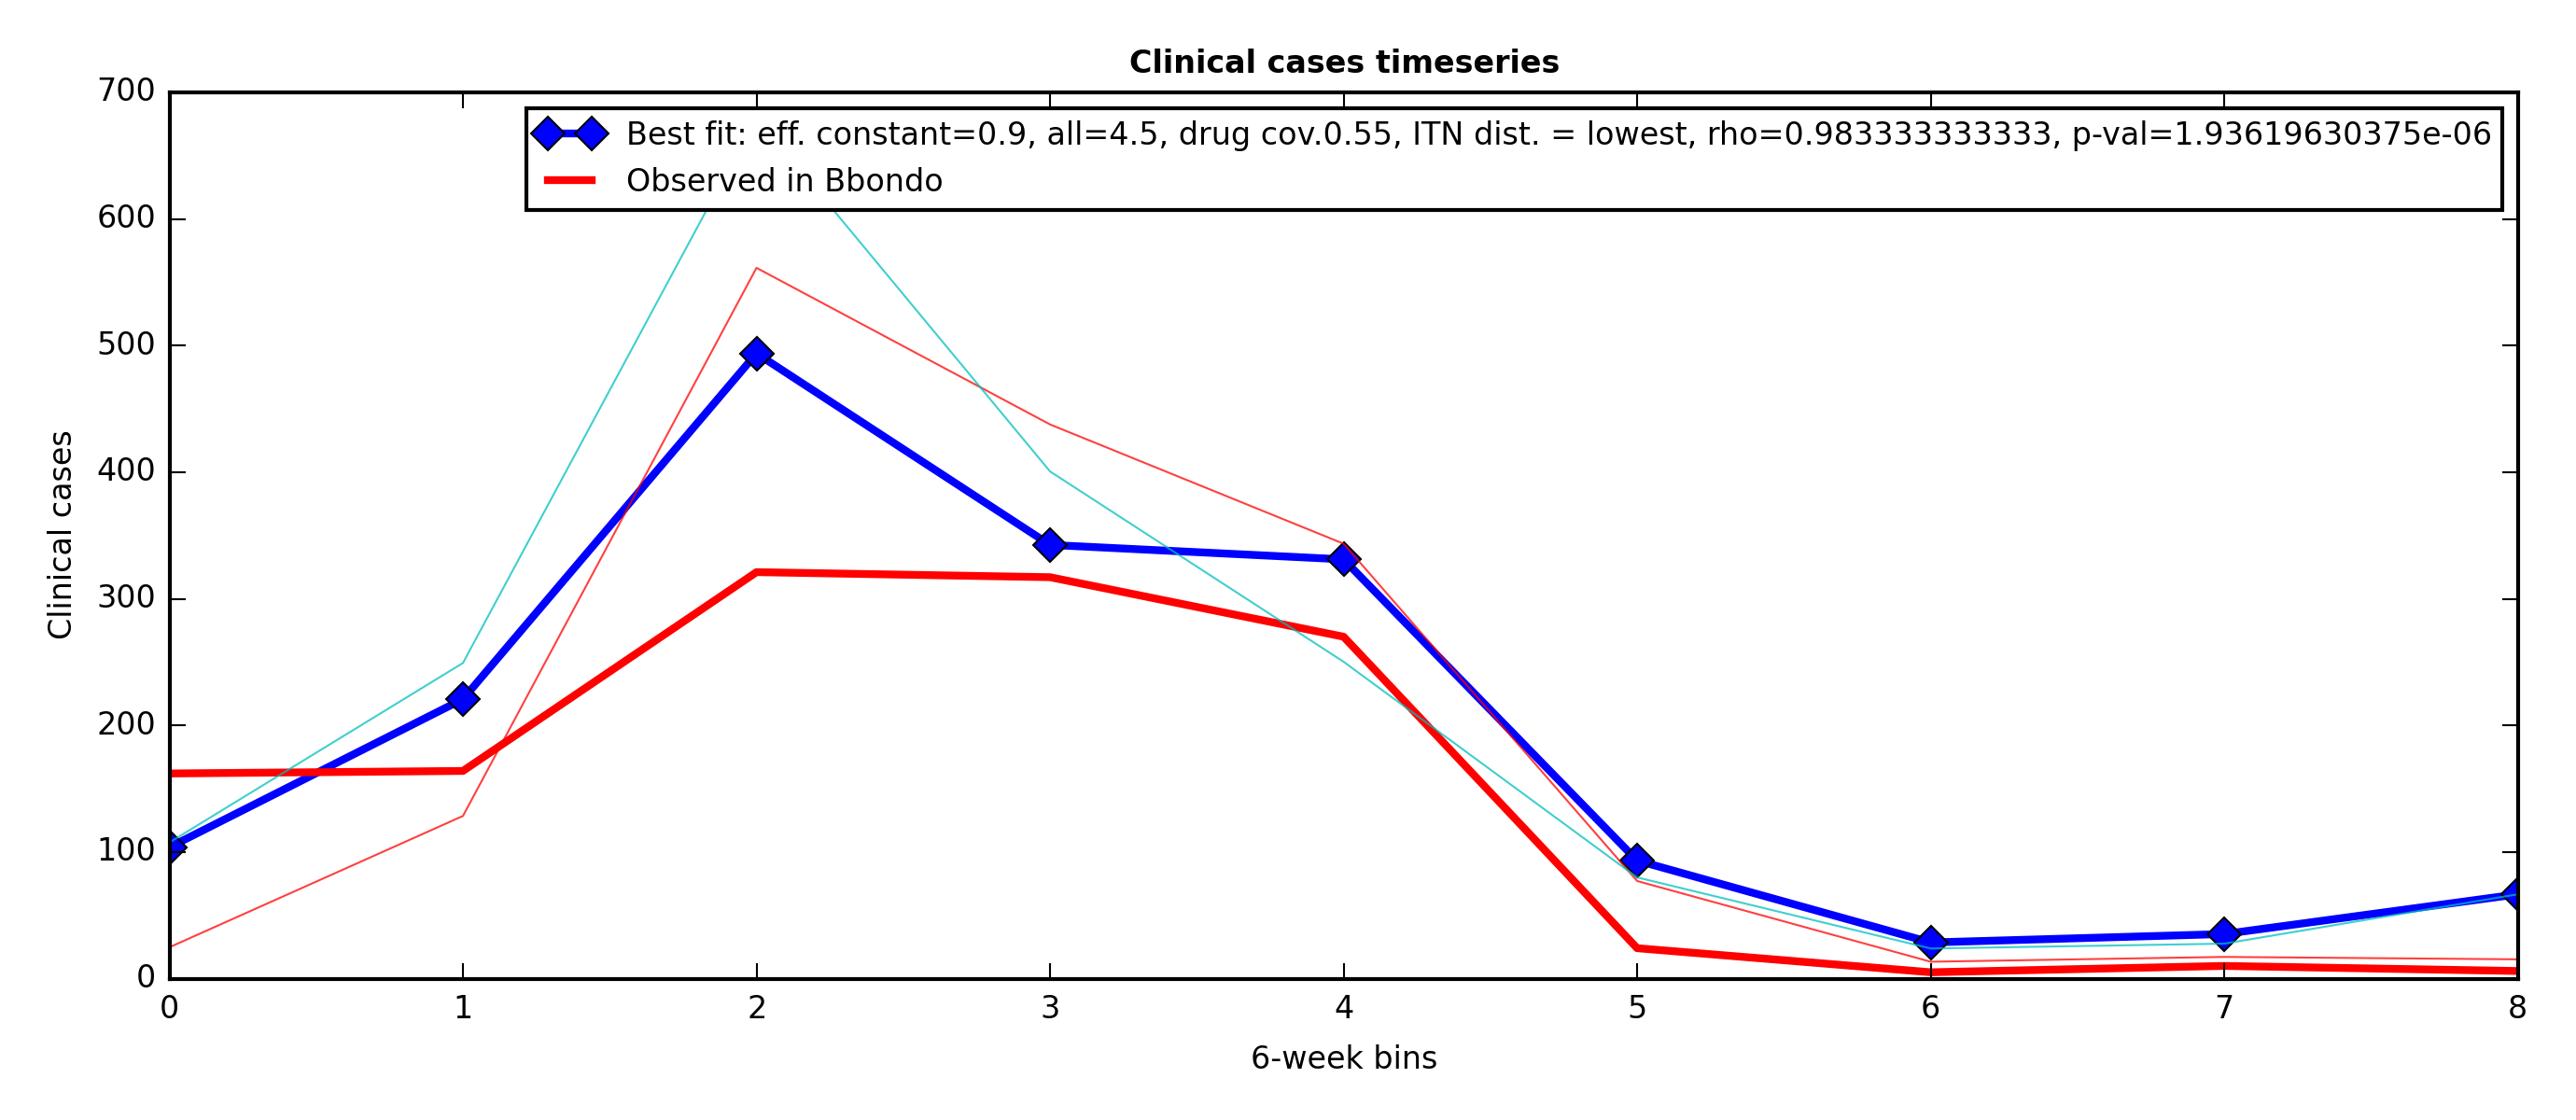 Clinical cases timeseries
Best fit: eff. constant=0.9, all=4.5, drug cov.0.55, ITN dist. = lowest, rho=0.983333333333, p-val=1.93619630375e-06
Observed in Bbondo
Clinical cases
700
600
500
400
300
200
100
0
0 1 2 3 4 5 6 7 8
6-week bins